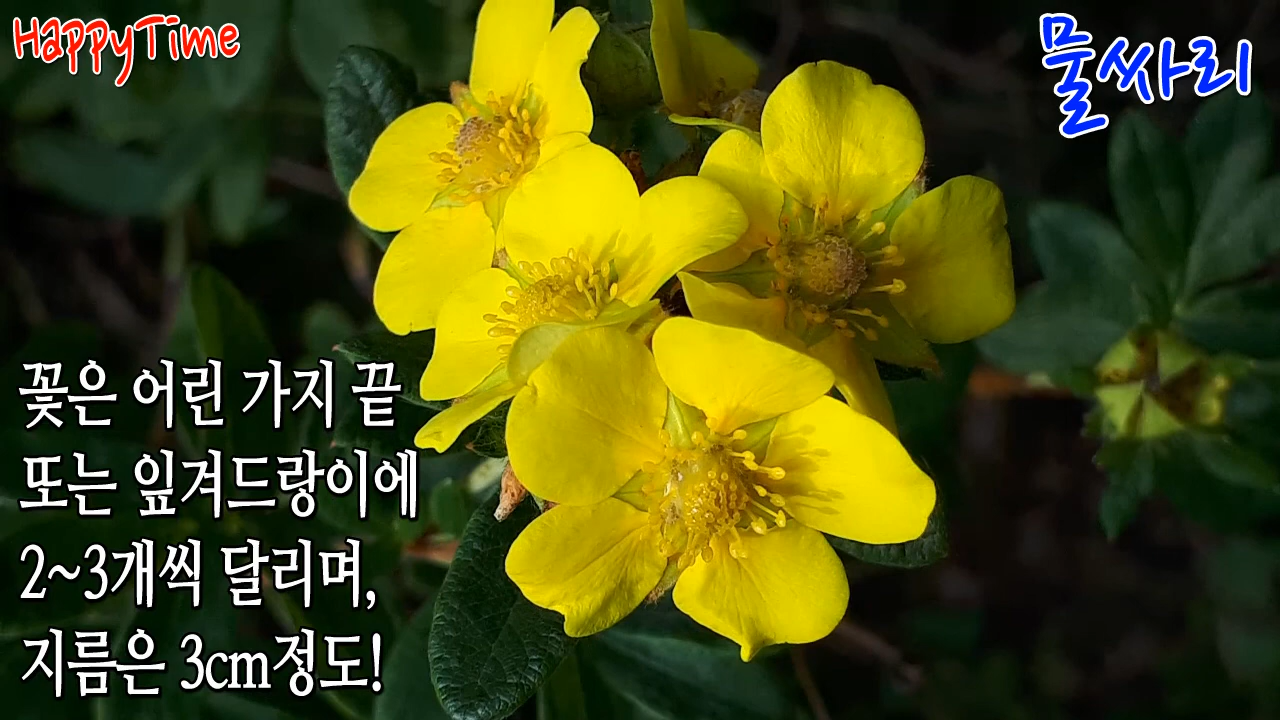 HappyTime
물싸리
꽃은 어린 가지 끝
또는 잎겨드랑이에
2~3개씩 달리며,
지름은 3cm정도!